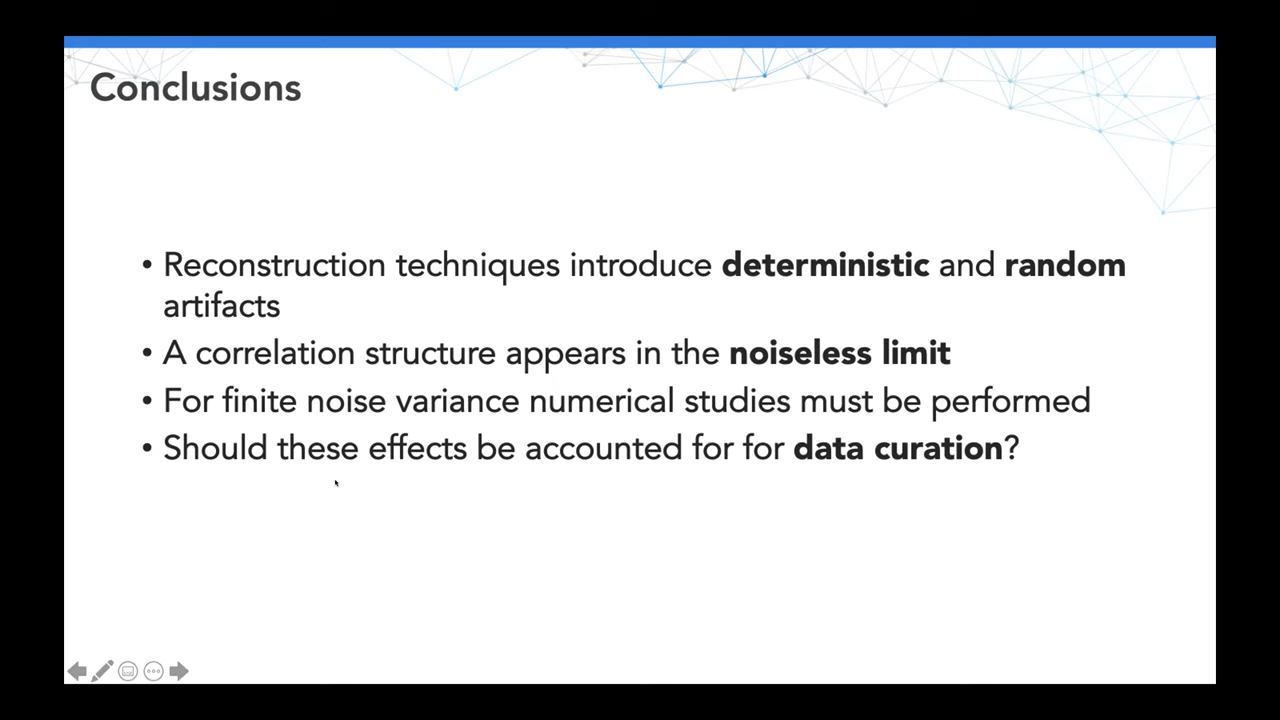 Conclusions
• Reconstruction techniques introduce deterministic and random
artifacts
• A correlation structure appears in the noiseless limit
• For finite noise variance numerical studies must be performed
• Should these effects be accounted for for data curation?